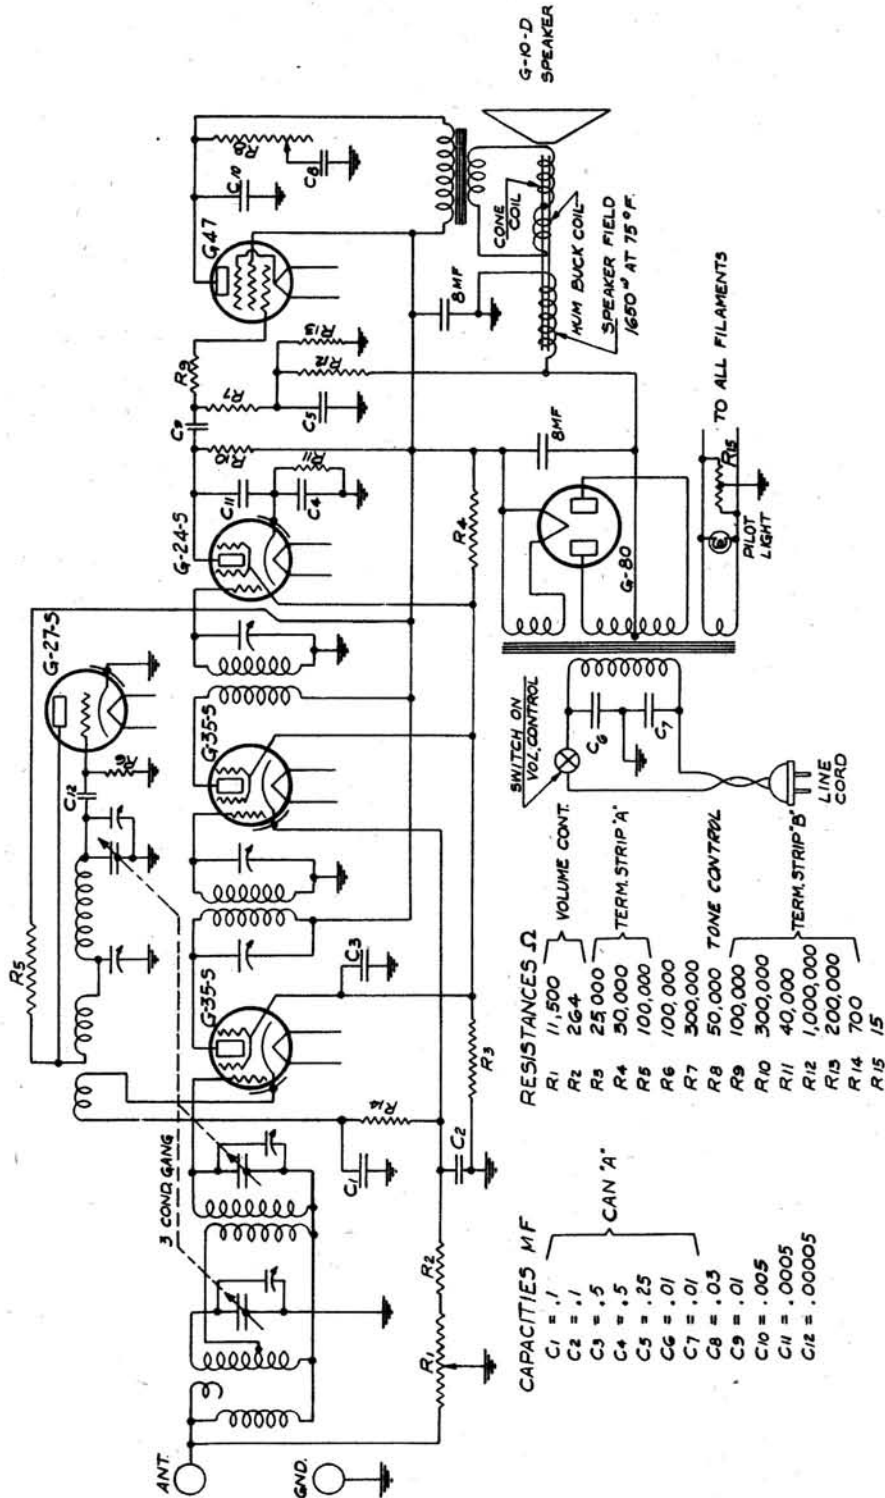 ANT.
GND.
3 COND. GANG
R5
C12
R6
G-27-S
G-35-S
G-35-S
G-24-S
G47
C3
C1
R14
R1
R2
C2
R3
R4
C11
C4
R11
R10
C9
R7
R9
C5
R12
R13
C10
R8
C8
8MF
8MF
CONE
COIL
HUM BUCK COIL
SPEAKER FIELD
1650ω AT 75°F.
G-10-D
SPEAKER
G-80
PILOT
LIGHT
R15
TO ALL FILAMENTS
SWITCH ON
VOL. CONTROL
C6
C7
LINE
CORD
CAPACITIES MF
C1 = .1
C2 = .1
C3 = .5
C4 = .5
C5 = .25
C6 = .01
C7 = .01
CAN "A"
C8 = .03
C9 = .01
C10 = .005
C11 = .0005
C12 = .00005
RESISTANCES Ω
R1 11,500
R2 264
VOLUME CONT.
R3 25,000
R4 30,000
R5 100,000
TERM. STRIP "A"
R6 100,000
R7 300,000
R8 50,000 TONE CONTROL
R9 100,000
R10 300,000
R11 40,000
R12 1,000,000
R13 200,000
R14 700
TERM. STRIP "B"
R15 15